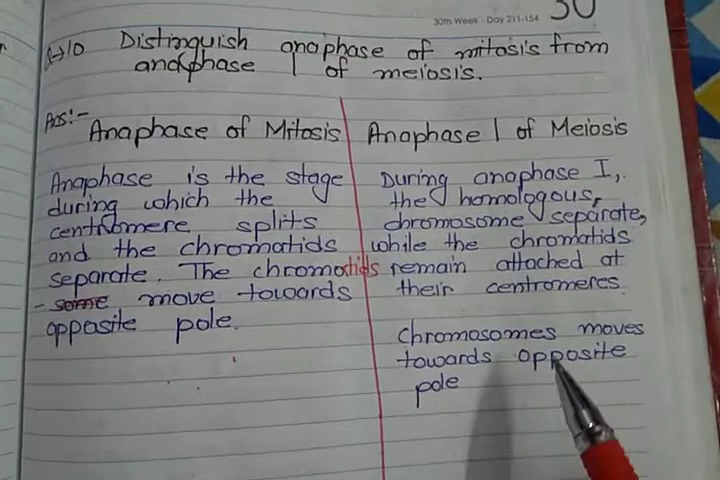 30th Week - Day 211-154
30
10 Distinguish anaphase of mitosis from
anaphase I of meiosis.
Ans:-
Anaphase of Mitosis
Anaphase is the stage
during which the
centromere splits
and the chromatids
separate. The chromatids
- some move towards
opposite pole.
Anaphase I of Meiosis
During anaphase I,
the homologous,
chromosome separate,
while the chromatids
remain attached at
their centromeres
chromosomes moves
towards opposite
pole